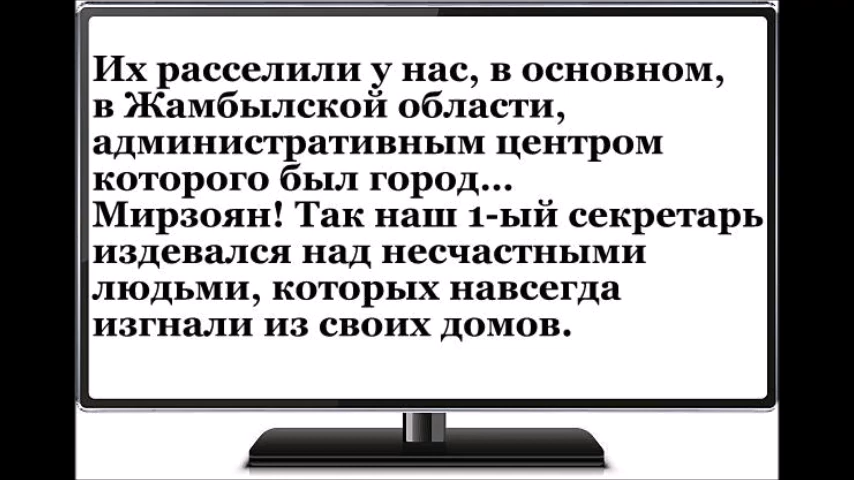 Их расселили у нас, в основном,
в Жамбылской области,
административным центром
которого был город...
Мирзоян! Так наш 1-ый секретарь
издевался над несчастными
людьми, которых навсегда
изгнали из своих домов.